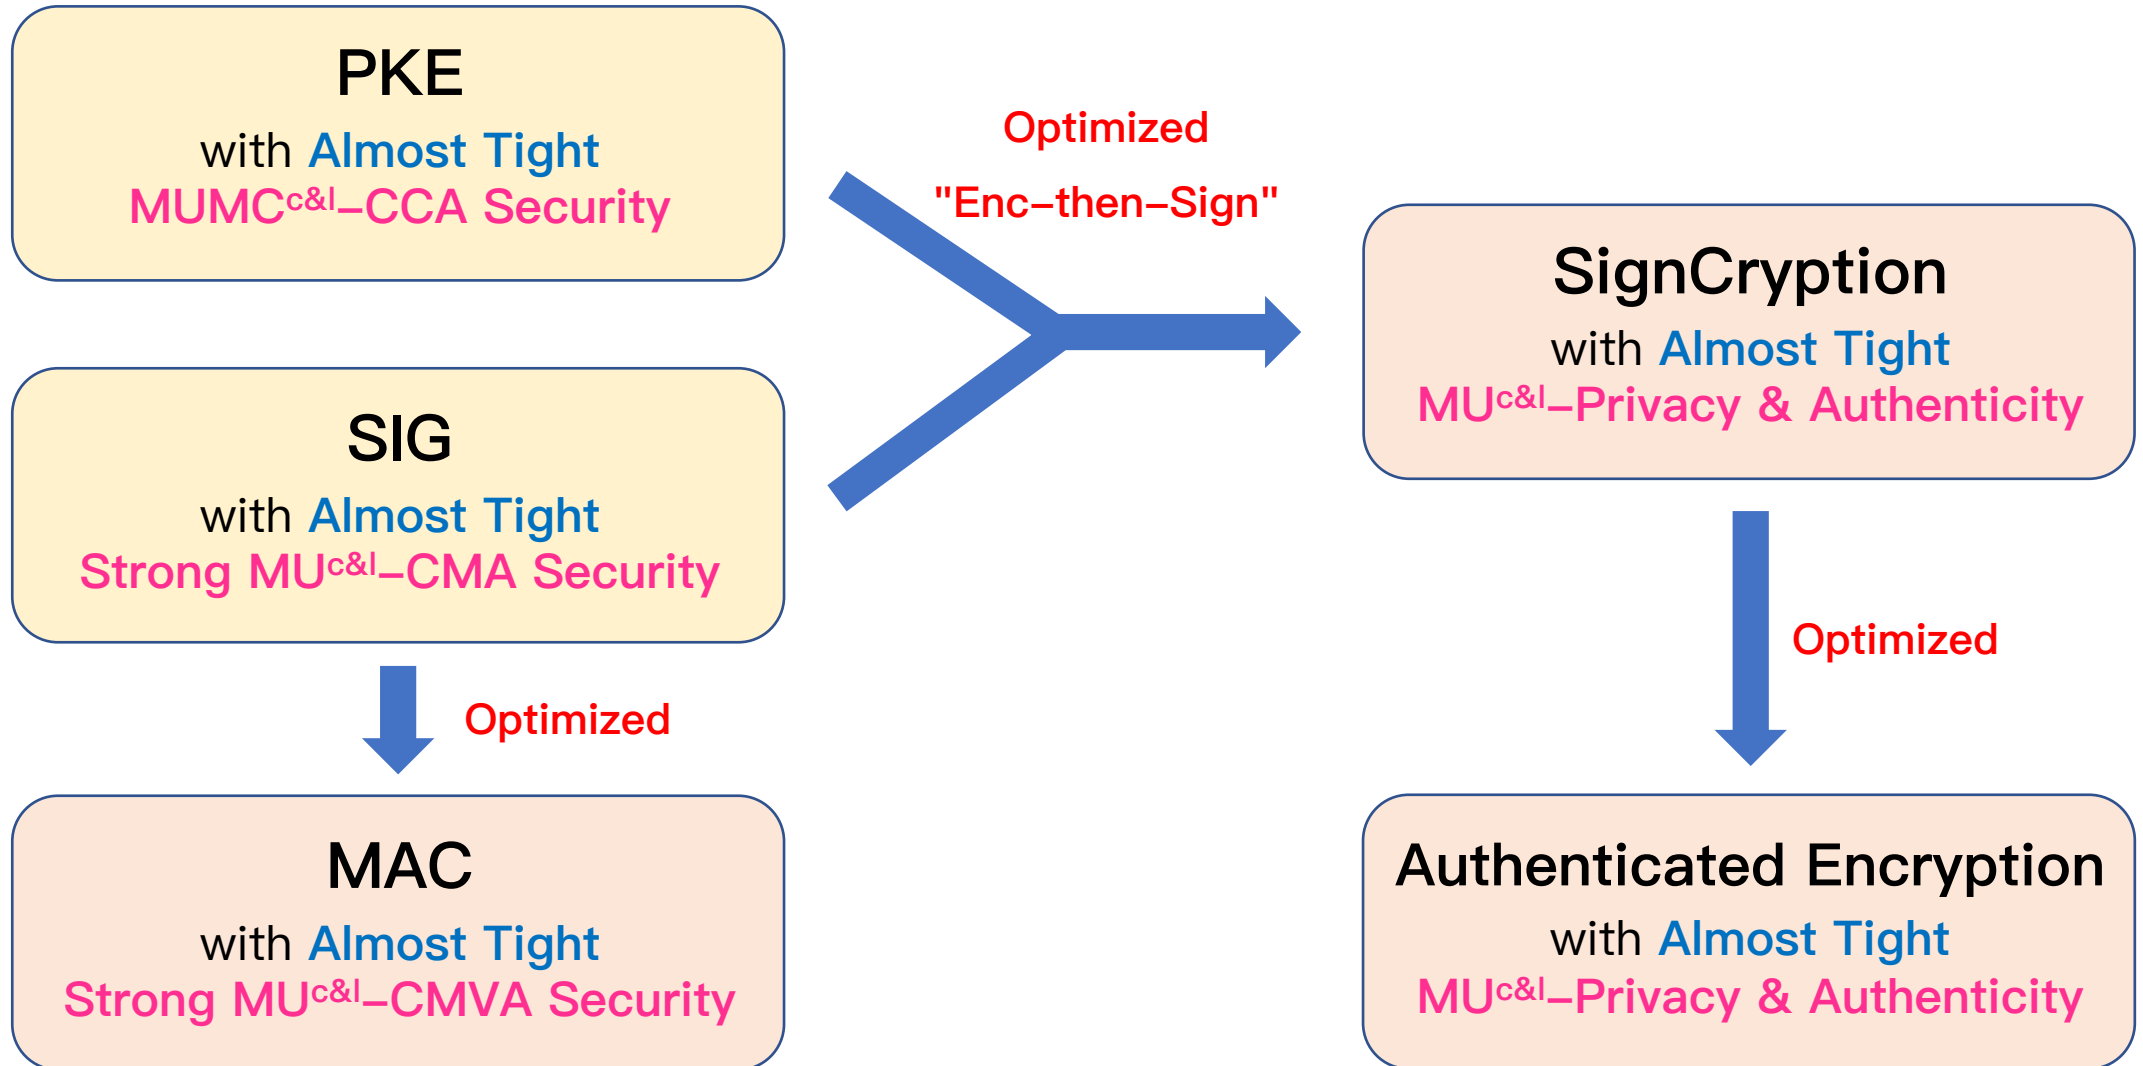 PKE
with Almost Tight
MUMCc&l–CCA Security
Optimized
"Enc–then–Sign"
SIG
with Almost Tight
Strong MUc&l–CMA Security
SignCryption
with Almost Tight
MUc&l–Privacy & Authenticity
Optimized
Optimized
MAC
with Almost Tight
Strong MUc&l–CMVA Security
Authenticated Encryption
with Almost Tight
MUc&l–Privacy & Authenticity